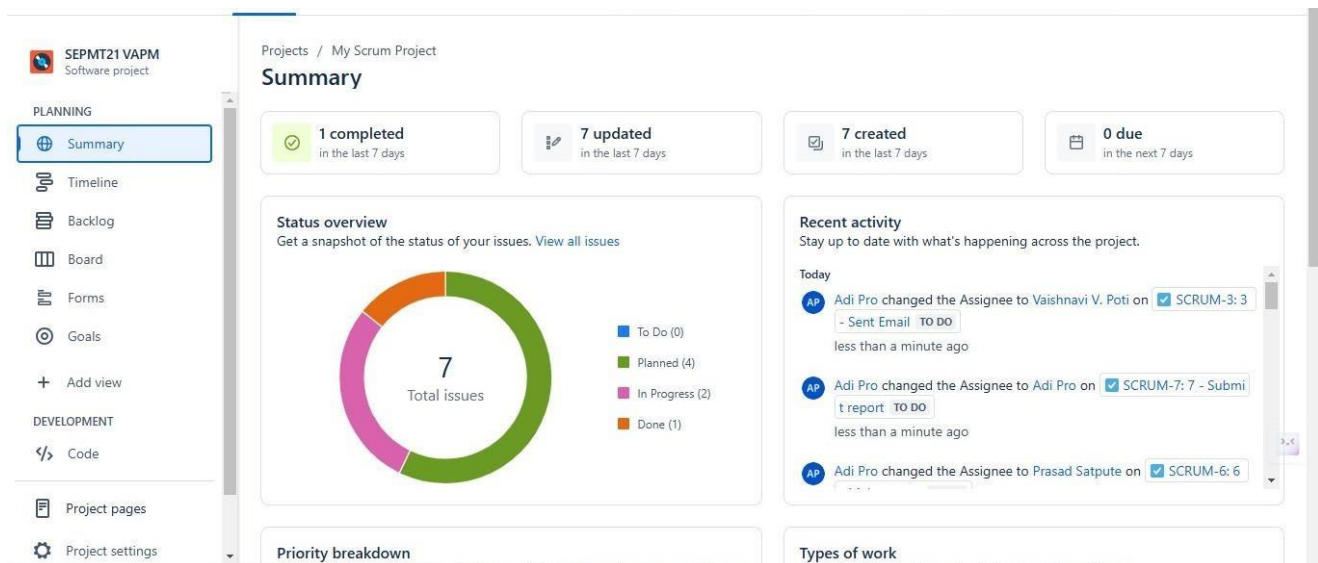 SEPMT21 VAPM
Software project
PLANNING
Summary
Timeline
Backlog
Board
Forms
Goals
Add view
DEVELOPMENT
Code
Project pages
Project settings
Projects / My Scrum Project
Summary
1 completed
in the last 7 days
7 updated
in the last 7 days
7 created
in the last 7 days
0 due
in the next 7 days
Status overview
Get a snapshot of the status of your issues. View all issues
7
Total issues
To Do (0)
Planned (4)
In Progress (2)
Done (1)
Recent activity
Stay up to date with what's happening across the project.
Today
AP Adi Pro changed the Assignee to Vaishnavi V. Poti on SCRUM-3: 3
- Sent Email TO DO
less than a minute ago
AP Adi Pro changed the Assignee to Adi Pro on SCRUM-7: 7 - Submi
t report TO DO
less than a minute ago
AP Adi Pro changed the Assignee to Prasad Satpute on SCRUM-6: 6
Priority breakdown
Types of work